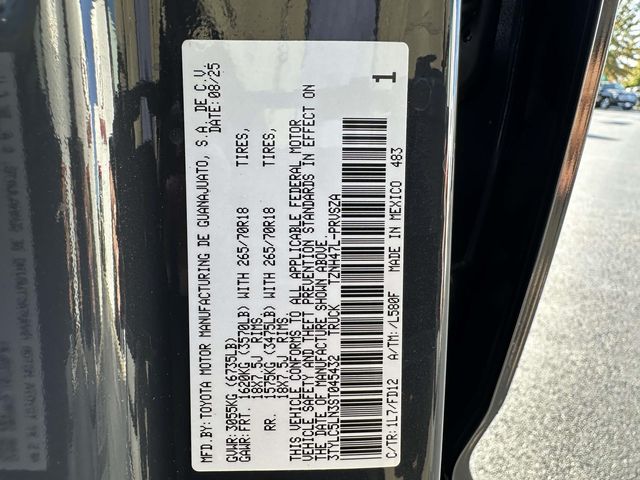 MFD.BY: TOYOTA MOTOR MANUFACTURING DE GUANAJUATO, S.A. DE C.V.
DATE: 08/25
GVWR: 3055KG (6735LB)
GAWR: FRT. 1620KG (3570LB) WITH 265/70R18 TIRES,
18X7.5J RIMS,
RR. 1575KG (3475LB) WITH 265/70R18 TIRES,
18X7.5J RIMS,
THIS VEHICLE CONFORMS TO ALL APPLICABLE FEDERAL MOTOR
VEHICLE SAFETY AND THEFT PREVENTION STANDARDS IN EFFECT ON
THE DATE OF MANUFACTURE SHOWN ABOVE.
3TYLC5LN3ST045432 TRUCK TZNH47L-PRVSZA
C/TR: 1L7/FD12 A/TM: /L580F MADE IN MEXICO 483
1